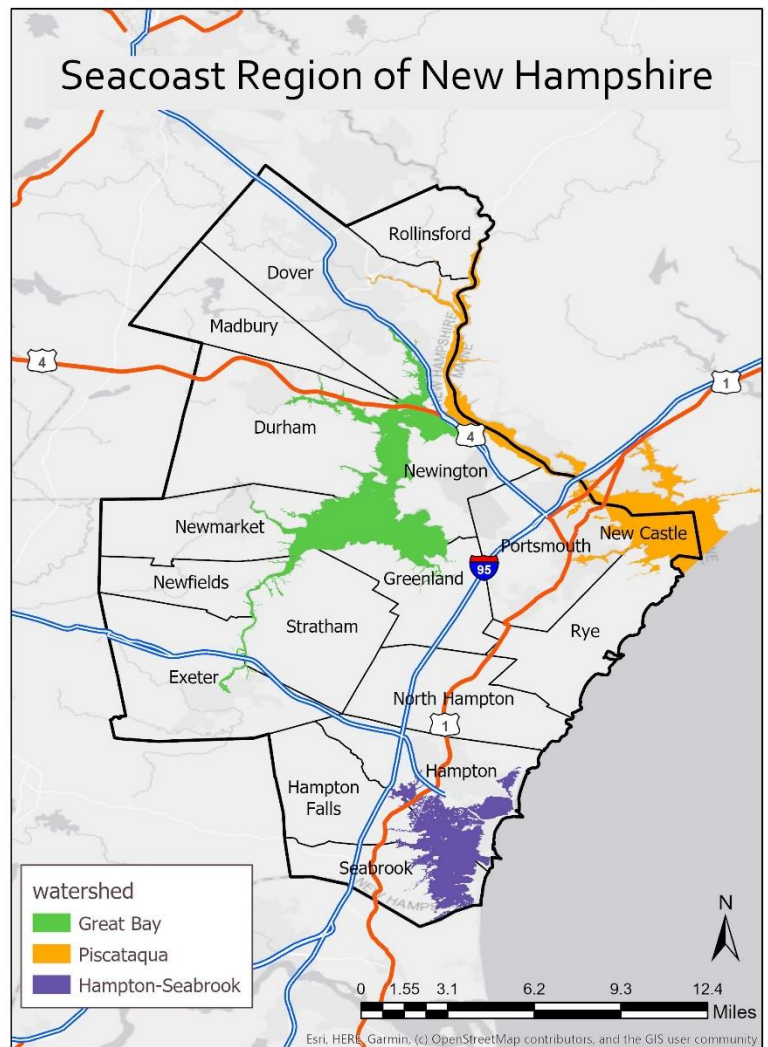 Seacoast Region of New Hampshire
Rollinsford
Dover
Madbury
NEW HAMPSHIRE
MAINE
4
1
Durham
4
Newington
Newmarket
New Castle
Portsmouth
Newfields
Greenland
95
Stratham
Rye
Exeter
North Hampton
1
Hampton
Hampton
Falls
Seabrook
watershed
Great Bay
Piscataqua
Hampton-Seabrook
N
0 1.55 3.1 6.2 9.3 12.4
Miles
Esri, HERE, Garmin, (c) OpenStreetMap contributors, and the GIS user community